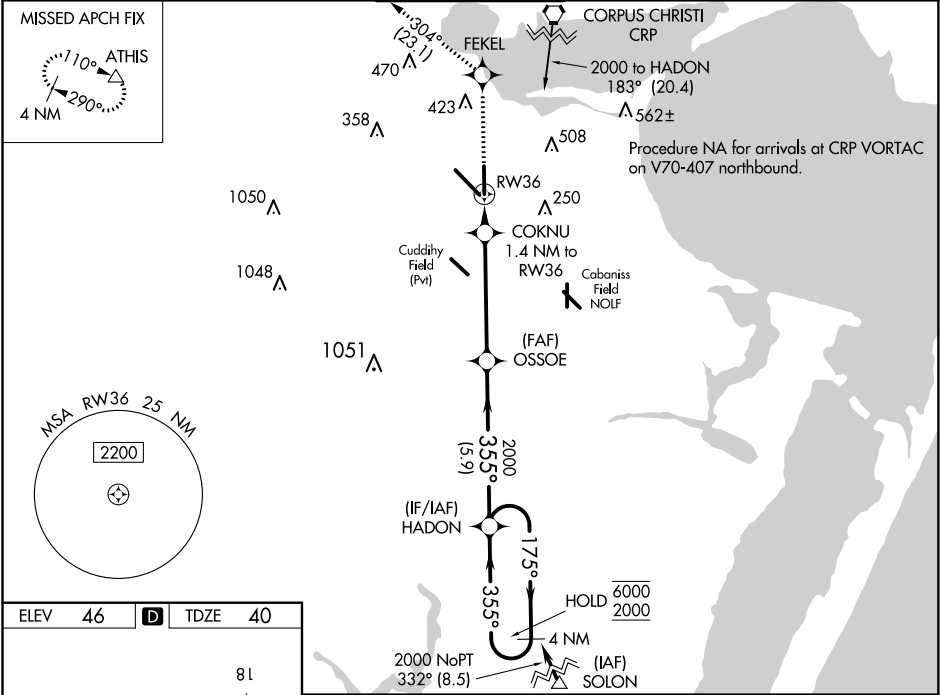 MISSED APCH FIX
110°
ATHIS
290°
4 NM
304°
(23.1)
FEKEL
CORPUS CHRISTI
CRP
2000 to HADON
183° (20.4)
470
423
358
562±
508
Procedure NA for arrivals at CRP VORTAC
on V70-407 northbound.
RW36
1050
250
COKNU
1.4 NM to
RW36
Cuddihy
Field
(Pvt)
Cabaniss
Field
NOLF
1048
(FAF)
OSSOE
1051
MSA RW36 25 NM
2200
2000
355°
(5.9)
(IF/IAF)
HADON
175°
355°
HOLD
6000
2000
4 NM
2000 NoPT
332° (8.5)
(IAF)
SOLON
ELEV 46 D TDZE 40
18